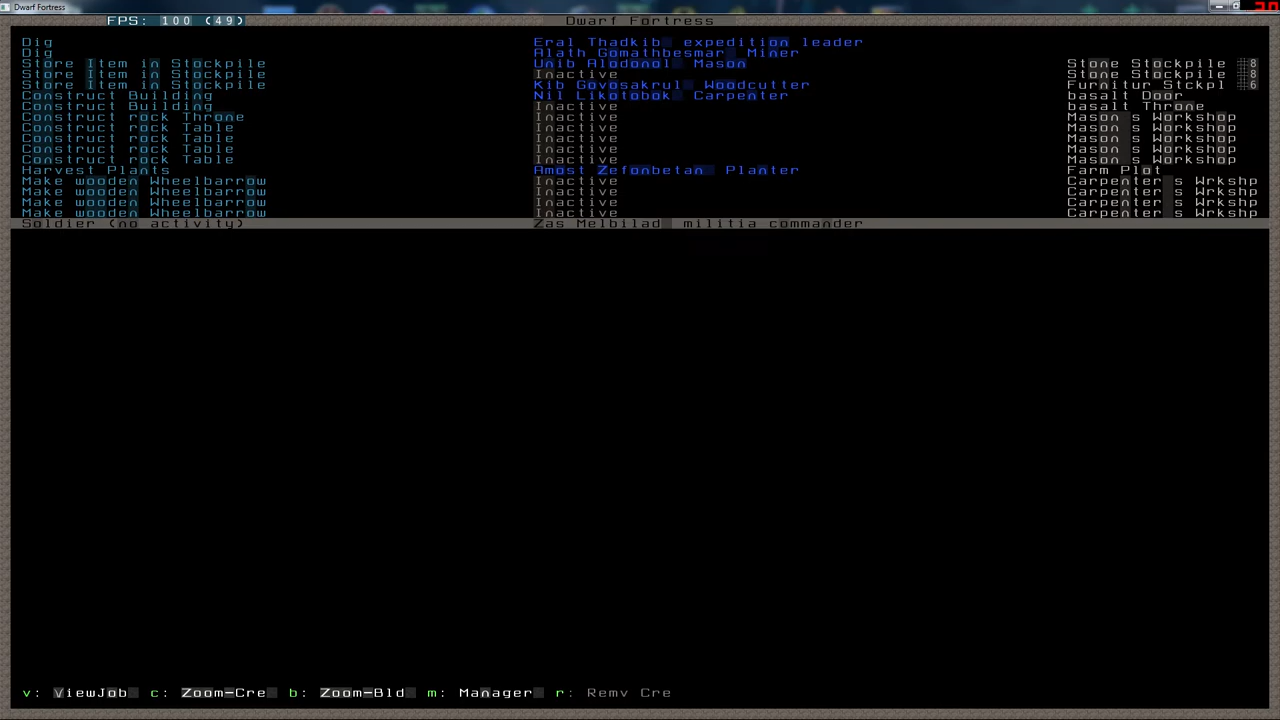 Dwarf Fortress
FPS: 100 (49) Dwarf Fortress
Dig Eral Thadkib expedition leader
Dig Alath Gomathbesmar Miner
Store Item in Stockpile Unib Alodonol Mason Stone Stockpile #8
Store Item in Stockpile Inactive Stone Stockpile #8
Store Item in Stockpile Kib Govosakrul Woodcutter Furnitur Stckpl #6
Construct Building Nil Likotobok Carpenter basalt Door
Construct Building Inactive basalt Throne
Construct rock Throne Inactive Mason s Workshop
Construct rock Table Inactive Mason s Workshop
Construct rock Table Inactive Mason s Workshop
Construct rock Table Inactive Mason s Workshop
Construct rock Table Inactive Mason s Workshop
Harvest Plants Amost Zefonbetan Planter Farm Plot
Make wooden Wheelbarrow Inactive Carpenter s Wrkshp
Make wooden Wheelbarrow Inactive Carpenter s Wrkshp
Make wooden Wheelbarrow Inactive Carpenter s Wrkshp
Make wooden Wheelbarrow Inactive Carpenter s Wrkshp
Soldier (no activity) Zas Melbilad militia commander
v: ViewJob c: Zoom-Cre b: Zoom-Bld m: Manager r: Remv Cre